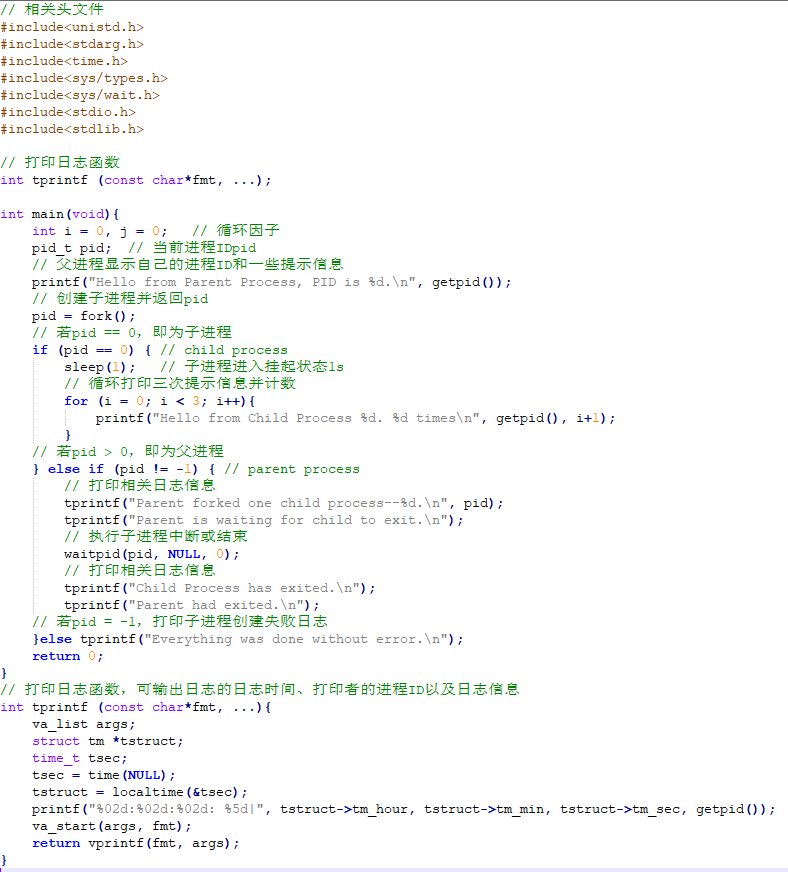 // 相关头文件
#include<unistd.h>
#include<stdarg.h>
#include<time.h>
#include<sys/types.h>
#include<sys/wait.h>
#include<stdio.h>
#include<stdlib.h>
// 打印日志函数
int tprintf (const char*fmt, ...);
int main(void){
int i = 0, j = 0;   // 循环因子
pid_t pid;  // 当前进程IDpid
// 父进程显示自己的进程ID和一些提示信息
printf("Hello from Parent Process, PID is %d.\n", getpid());
// 创建子进程并返回pid
pid = fork();
// 若pid == 0，即为子进程
if (pid == 0) { // child process
sleep(1);   // 子进程进入挂起状态1s
// 循环打印三次提示信息并计数
for (i = 0; i < 3; i++){
printf("Hello from Child Process %d. %d times\n", getpid(), i+1);
}
// 若pid > 0，即为父进程
} else if (pid != -1) { // parent process
// 打印相关日志信息
tprintf("Parent forked one child process--%d.\n", pid);
tprintf("Parent is waiting for child to exit.\n");
// 执行子进程中断或结束
waitpid(pid, NULL, 0);
// 打印相关日志信息
tprintf("Child Process has exited.\n");
tprintf("Parent had exited.\n");
// 若pid = -1，打印子进程创建失败日志
}else tprintf("Everything was done without error.\n");
return 0;
}
// 打印日志函数，可输出日志的日志时间、打印者的进程ID以及日志信息
int tprintf (const char*fmt, ...){
va_list args;
struct tm *tstruct;
time_t tsec;
tsec = time(NULL);
tstruct = localtime(&tsec);
printf("%02d:%02d:%02d: %5d|", tstruct->tm_hour, tstruct->tm_min, tstruct->tm_sec, getpid());
va_start(args, fmt);
return vprintf(fmt, args);
}